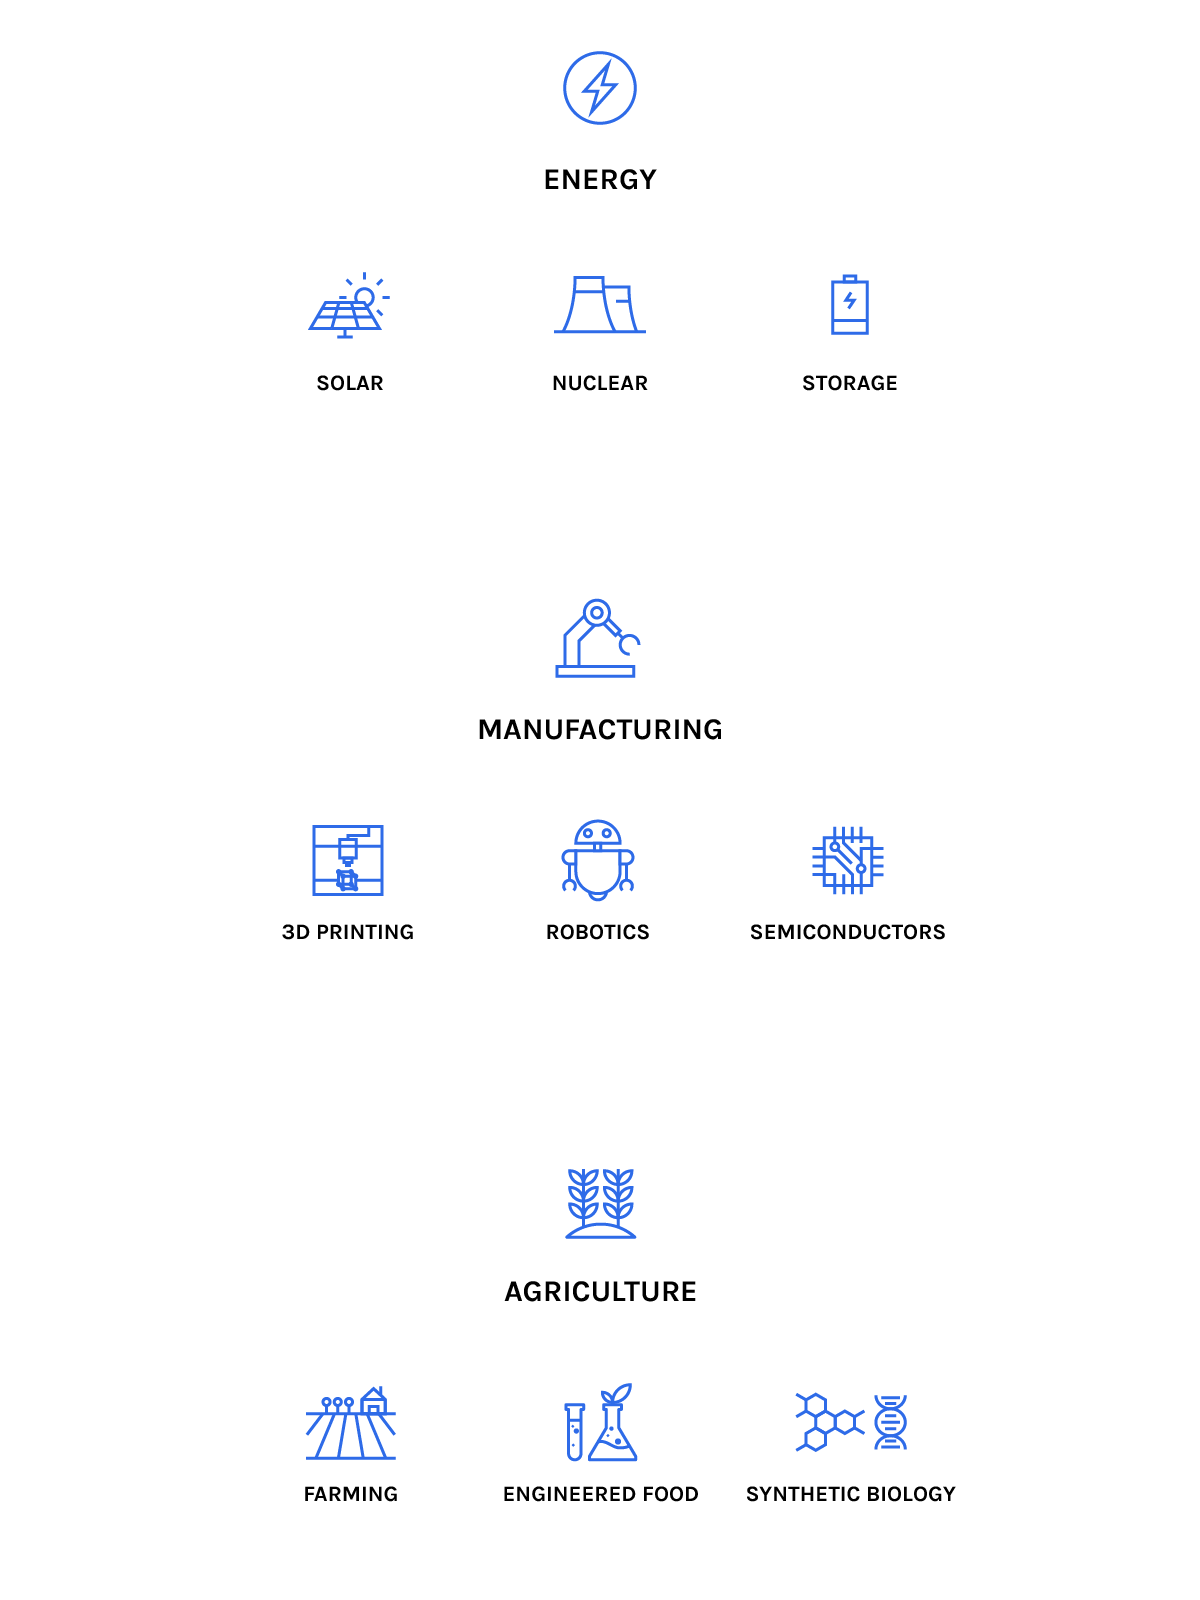 ENERGY
SOLAR
NUCLEAR
STORAGE
MANUFACTURING
3D PRINTING
ROBOTICS
SEMICONDUCTORS
AGRICULTURE
FARMING
ENGINEERED FOOD
SYNTHETIC BIOLOGY